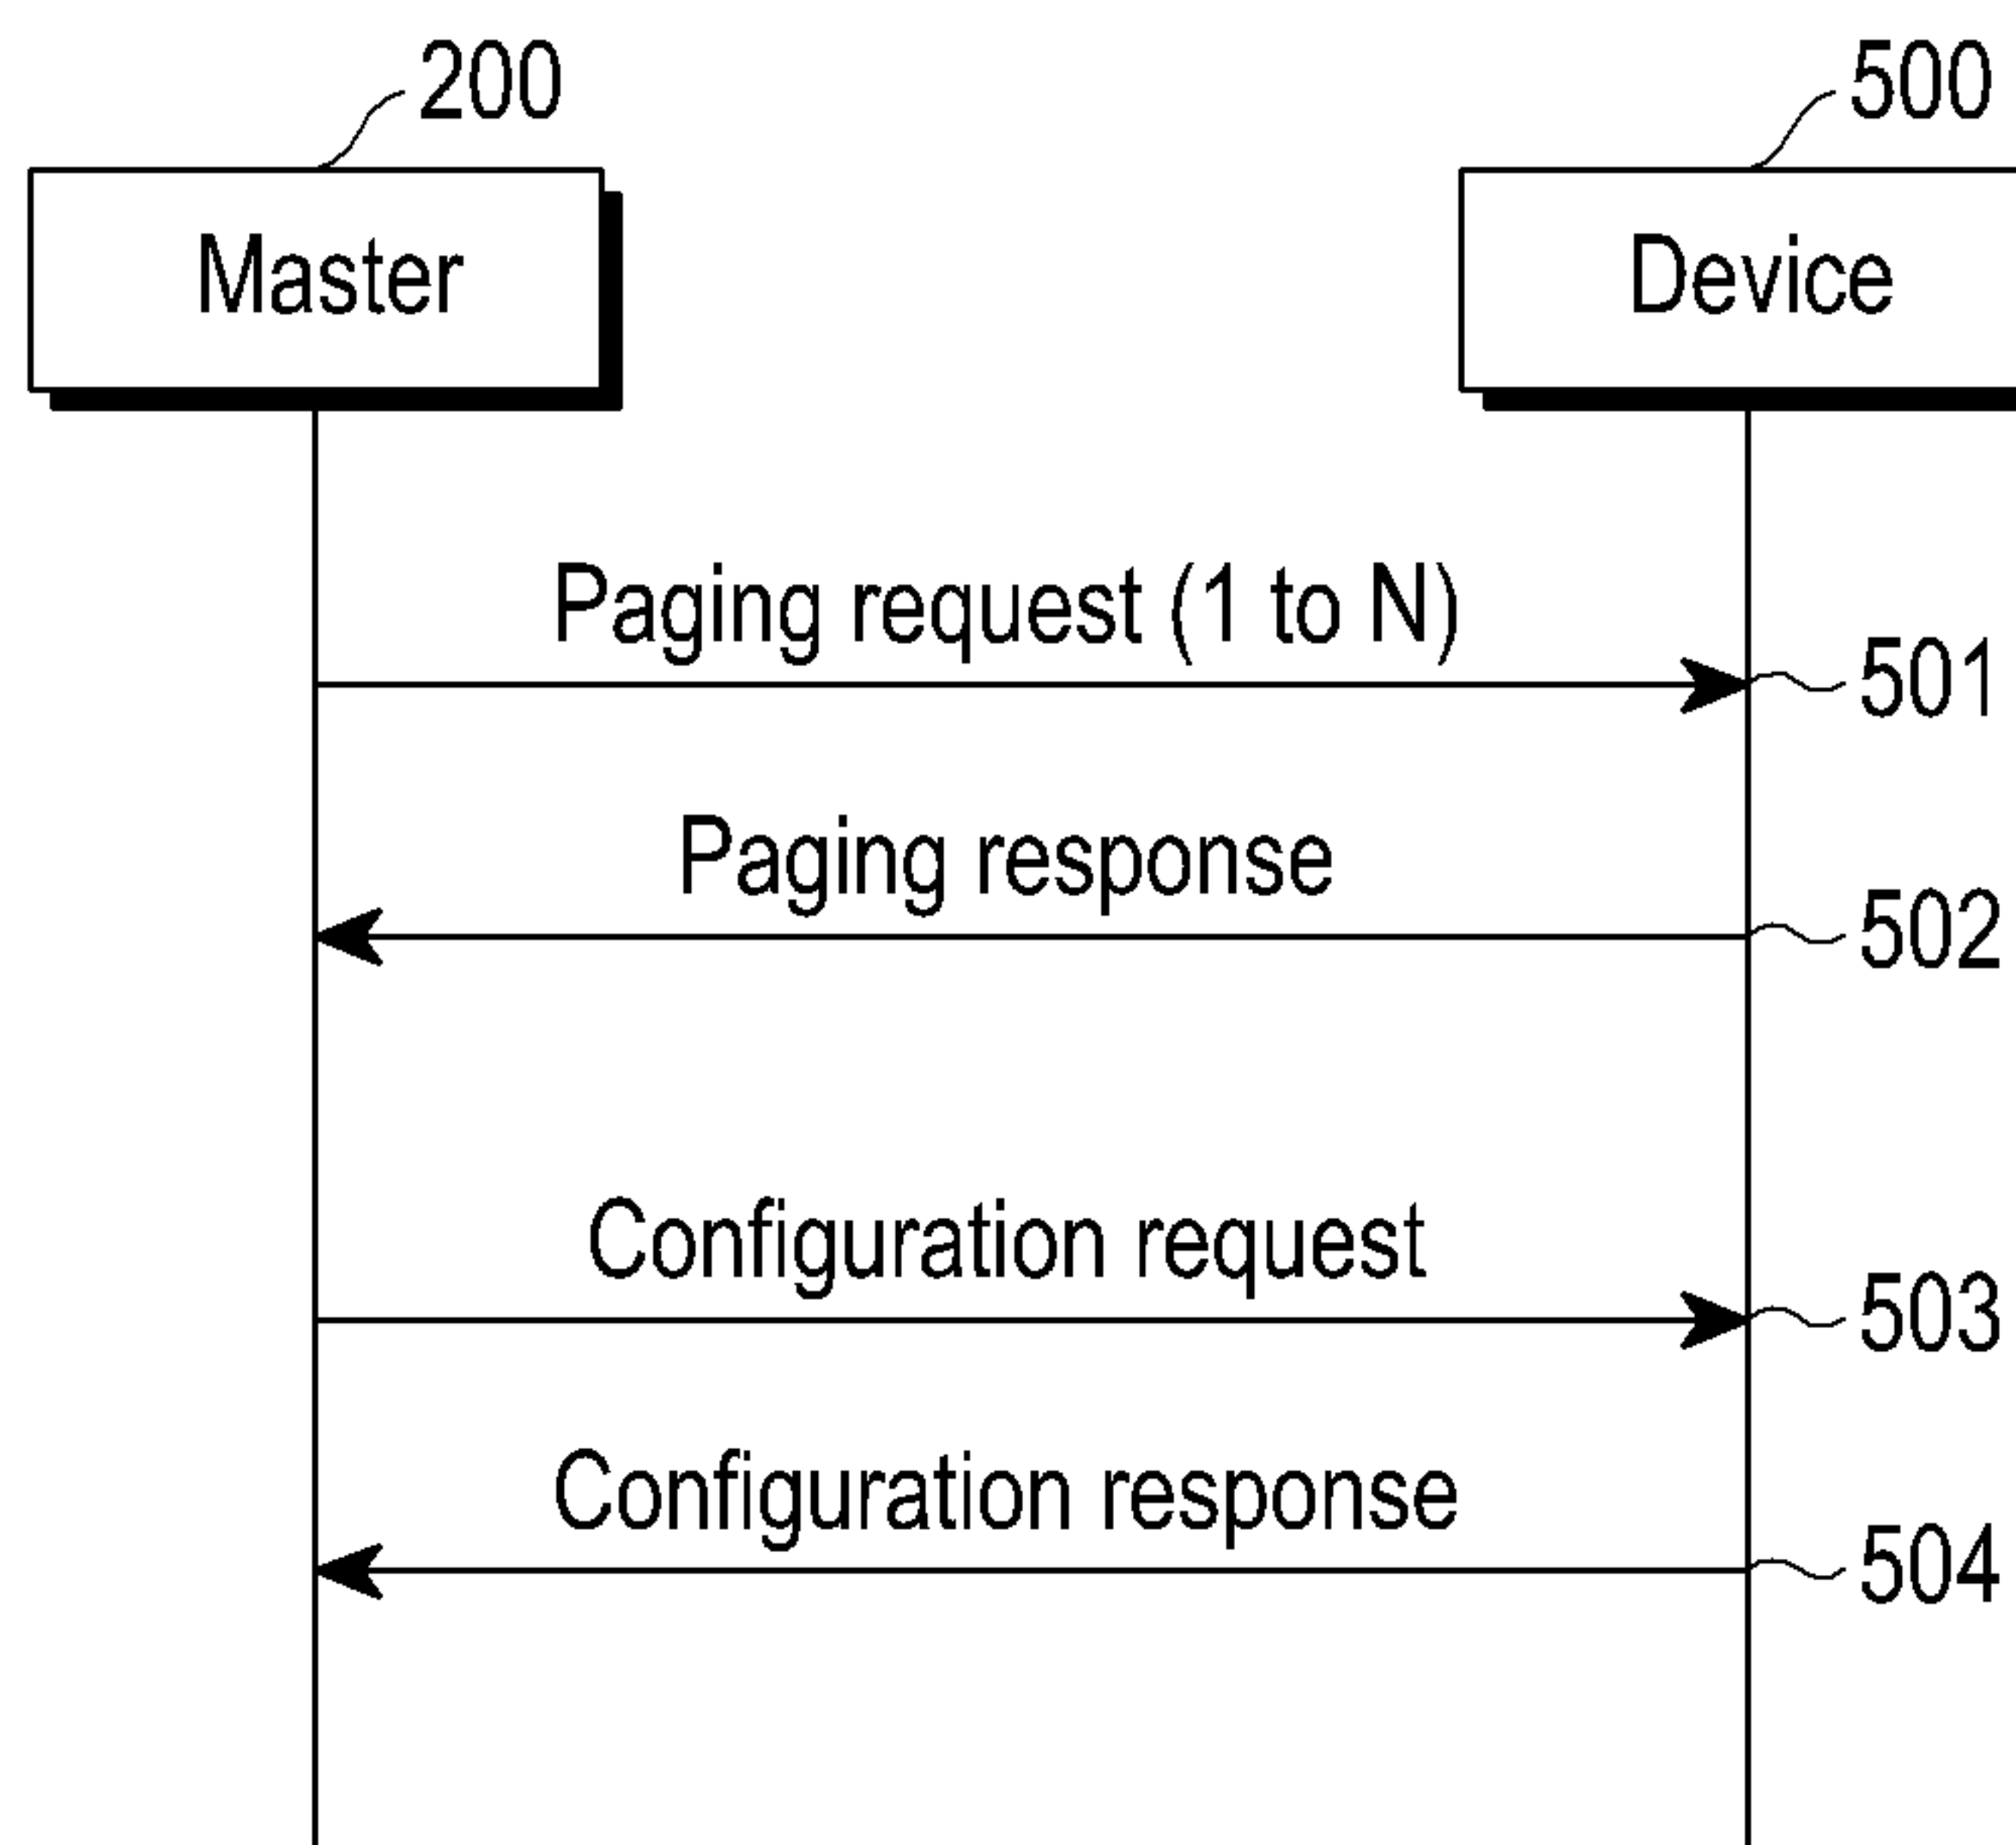 200
500
Master
Device
Paging request (1 to N)
501
Paging response
502
Configuration request
503
Configuration response
504